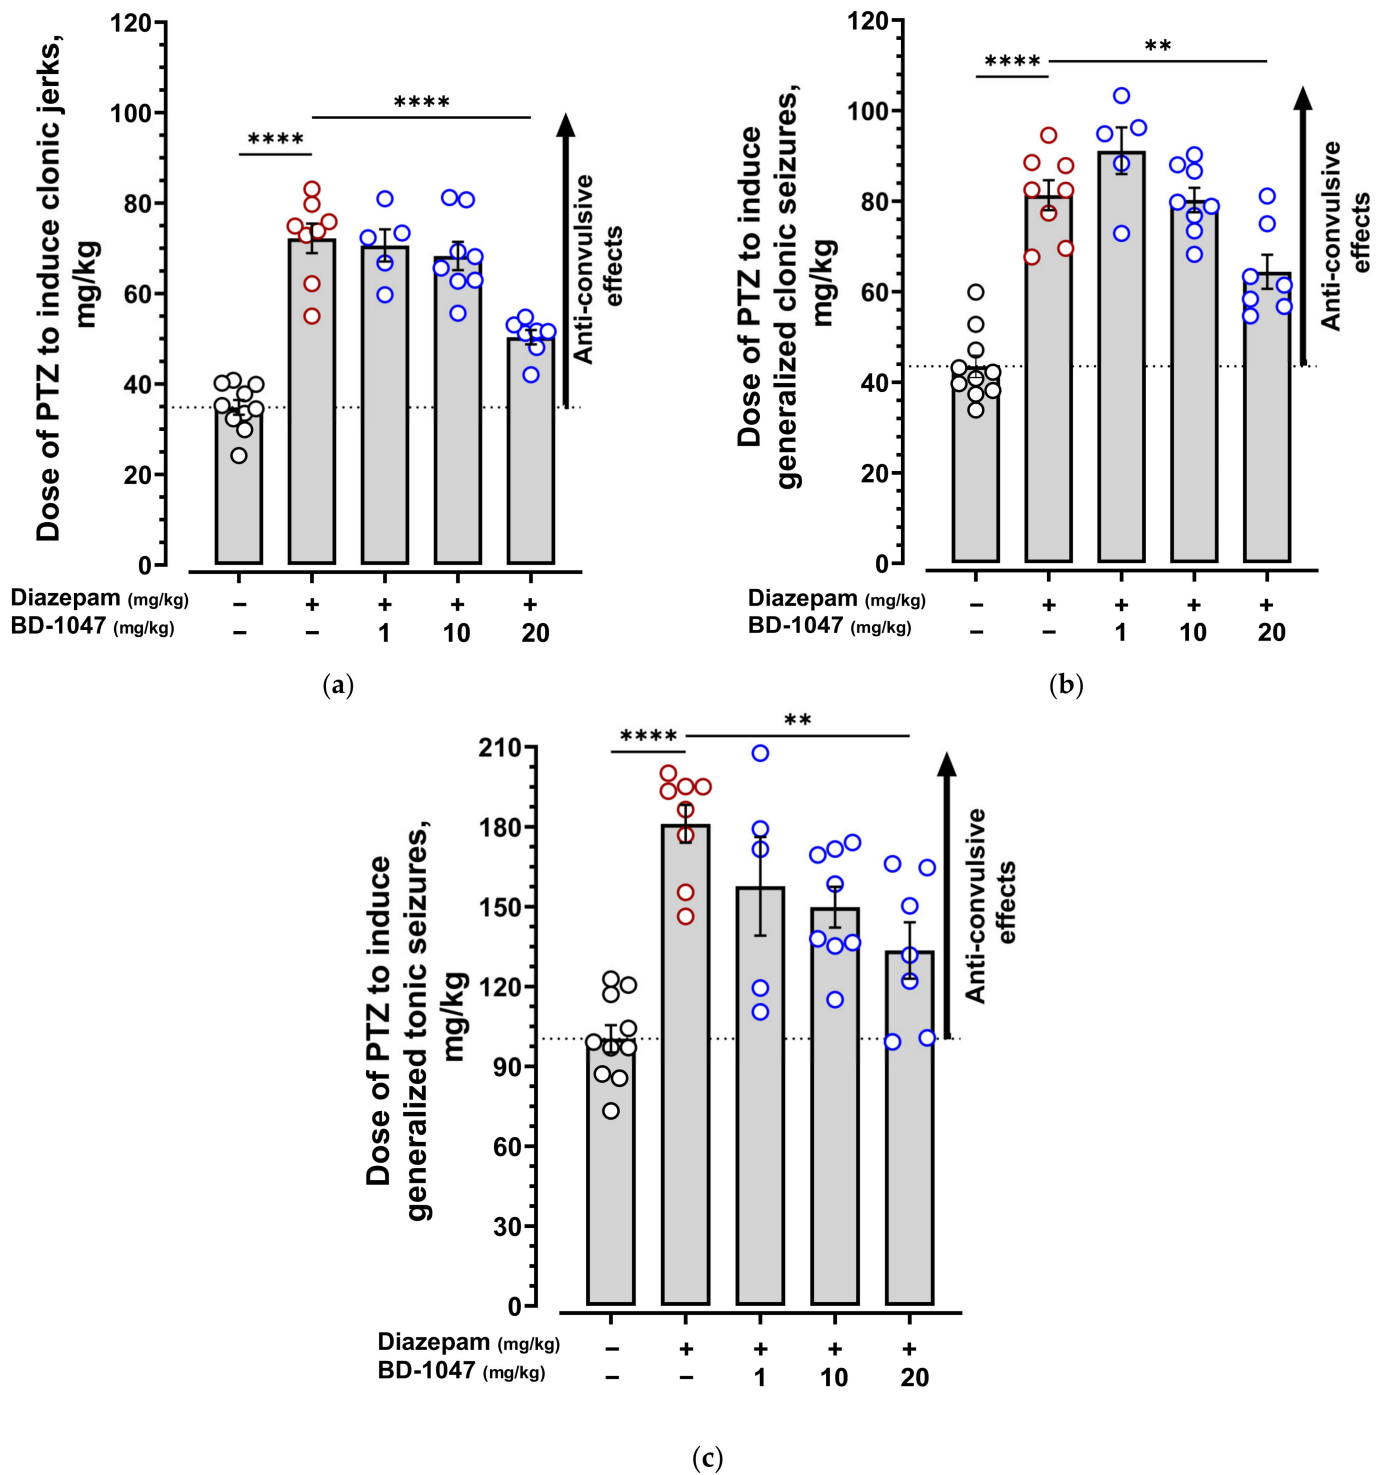 Dose of PTZ to induce clonic jerks,
mg/kg
120
100
80
60
40
20
0
****
****
Anti-convulsive
effects
Diazepam (mg/kg) – + + + +
BD-1047 (mg/kg) – – 1 10 20
(a)
Dose of PTZ to induce
generalized clonic seizures,
mg/kg
120
100
80
60
40
20
0
****
**
Anti-convulsive
effects
Diazepam (mg/kg) – + + + +
BD-1047 (mg/kg) – – 1 10 20
(b)
Dose of PTZ to induce
generalized tonic seizures,
mg/kg
210
180
150
120
90
60
30
0
****
**
Anti-convulsive
effects
Diazepam (mg/kg) – + + + +
BD-1047 (mg/kg) – – 1 10 20
(c)